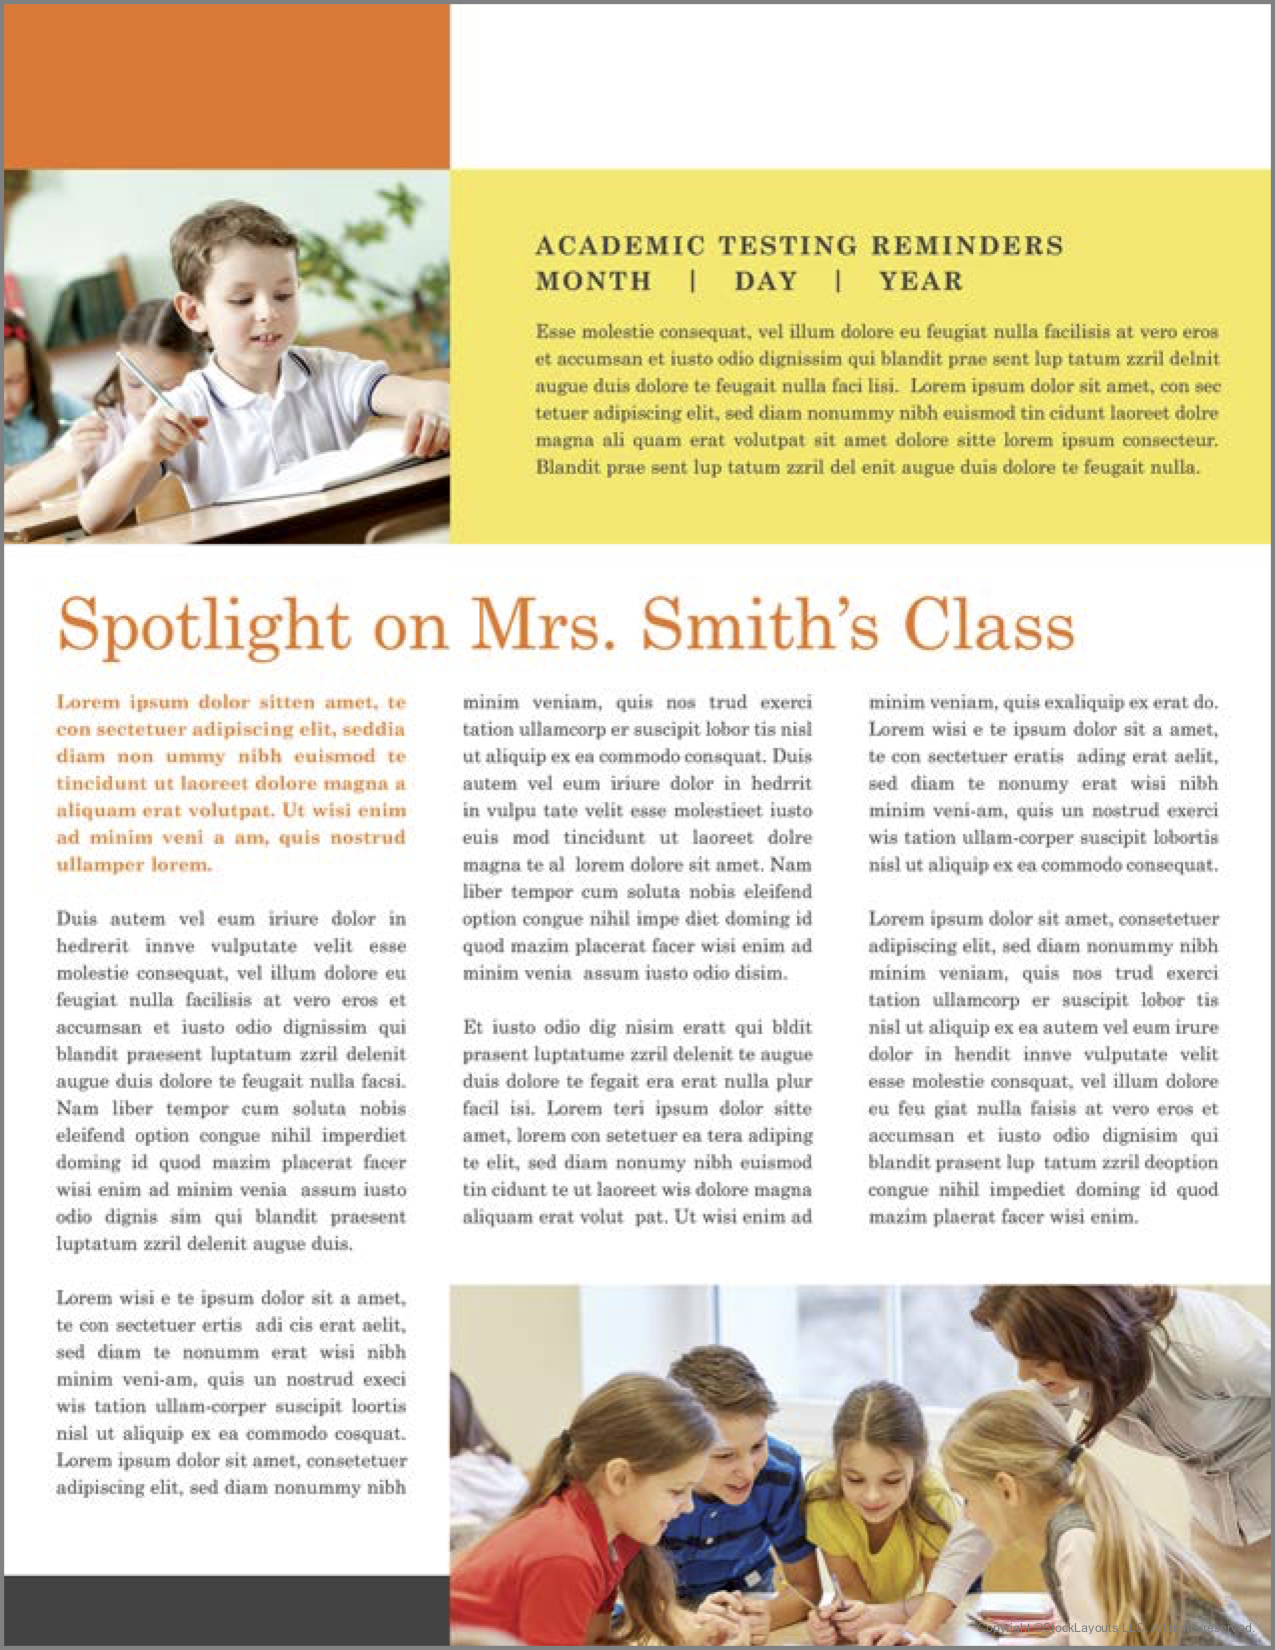 ACADEMIC TESTING REMINDERS
MONTH | DAY | YEAR
Esse molestie consequat, vel illum dolore eu feugiat nulla facilisis at vero eros
et accumsan et iusto odio dignissim qui blandit prae sent lup tatum zzril delnit
augue duis dolore te feugait nulla faci lisi. Lorem ipsum dolor sit amet, con sec
tetuer adipiscing elit, sed diam nonummy nibh euismod tin cidunt laoreet dolre
magna ali quam erat volutpat sit amet dolore sitte lorem ipsum consecteur.
Blandit prae sent lup tatum zzril del enit augue duis dolore te feugait nulla.
Spotlight on Mrs. Smith’s Class
Lorem ipsum dolor sitten amet, te
con sectetuer adipiscing elit, seddia
diam non ummy nibh euismod te
tincidunt ut laoreet dolore magna a
aliquam erat volutpat. Ut wisi enim
ad minim veni a am, quis nostrud
ullamper lorem.
Duis autem vel eum iriure dolor in
hedrerit innve vulputate velit esse
molestie consequat, vel illum dolore eu
feugiat nulla facilisis at vero eros et
accumsan et iusto odio dignissim qui
blandit praesent luptatum zzril delenit
augue duis dolore te feugait nulla facsi.
Nam liber tempor cum soluta nobis
eleifend option congue nihil imperdiet
doming id quod mazim placerat facer
wisi enim ad minim venia assum iusto
odio dignis sim qui blandit praesent
luptatum zzril delenit augue duis.
Lorem wisi e te ipsum dolor sit a amet,
te con sectetuer ertis adi cis erat aelit,
sed diam te nonumm erat wisi nibh
minim veni-am, quis un nostrud execi
wis tation ullam-corper suscipit loortis
nisl ut aliquip ex ea commodo cosquat.
Lorem ipsum dolor sit amet, consetetuer
adipiscing elit, sed diam nonummy nibh
minim veniam, quis nos trud exerci
tation ullamcorp er suscipit lobor tis nisl
ut aliquip ex ea commodo consquat. Duis
autem vel eum iriure dolor in hedrrit
in vulpu tate velit esse molestieet iusto
euis mod tincidunt ut laoreet dolre
magna te al lorem dolore sit amet. Nam
liber tempor cum soluta nobis eleifend
option congue nihil impe diet doming id
quod mazim placerat facer wisi enim ad
minim venia assum iusto odio disim.
Et iusto odio dig nisim eratt qui bldit
prasent luptatume zzril delenit te augue
duis dolore te fegait era erat nulla plur
facil isi. Lorem teri ipsum dolor sitte
amet, lorem con setetuer ea tera adiping
te elit, sed diam nonumy nibh euismod
tin cidunt te ut laoreet wis dolore magna
aliquam erat volut pat. Ut wisi enim ad
minim veniam, quis exaliquip ex erat do.
Lorem wisi e te ipsum dolor sit a amet,
te con sectetuer eratis ading erat aelit,
sed diam te nonumy erat wisi nibh
minim veni-am, quis un nostrud exerci
wis tation ullam-corper suscipit lobortis
nisl ut aliquip ex ea commodo consequat.
Lorem ipsum dolor sit amet, consetetuer
adipiscing elit, sed diam nonummy nibh
minim veniam, quis nos trud exerci
tation ullamcorp er suscipit lobor tis
nisl ut aliquip ex ea autem vel eum irure
dolor in hendit innve vulputate velit
esse molestie consquat, vel illum dolore
eu feu giat nulla faisis at vero eros et
accumsan et iusto odio dignisim qui
blandit prasent lup tatum zzril deoption
congue nihil impediet doming id quod
mazim plaerat facer wisi enim.
Copyright ©StockLayouts LLC. All rights reserved.